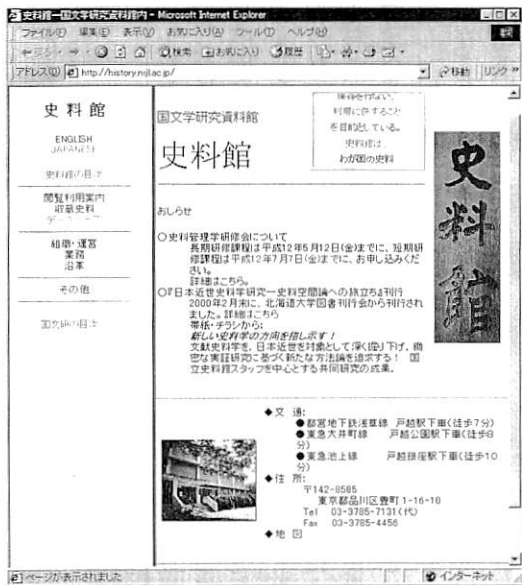 史料館―国文学研究資料館内 - Microsoft Internet Explorer
ファイル(F) 編集(E) 表示(V) お気に入り(A) ツール(T) ヘルプ(H)
検索 お気に入り 履歴
アドレス(D) http://history.nijl.ac.jp/ 移動 リンク »
史料館
ENGLISH
JAPANESE
史料館の目次
閲覧利用案内
収蔵史料
データベース
組織・運営
業務
沿革
その他
国文研の目次
国文学研究資料館
史料館
利用に供すること
を目的としている。
史料館は、
わが国の史料
史料館
おしらせ
○史料管理学研修会について
長期研修課程は平成12年5月12日(金)までに、短期研
修課程は平成12年7月7日(金)までに、お申し込みくだ
さい。
詳細はこちら。
○『日本近世史料学研究―史料空間論への旅立ち』刊行
2000年2月末に、北海道大学図書刊行会から刊行され
ました。詳細はこちら
帯紙・チラシから:
新しい史料学の方向を指し示す!
文献史料学を、日本近世を対象として深く掘り下げ、緻
密な実証研究に基づく新たな方法論を追求する! 国
立史料館スタッフを中心とする共同研究の成果。
◆交 通:
●都営地下鉄浅草線 戸越駅下車(徒歩7分)
●東急大井町線 戸越公園駅下車(徒歩8
分)
●東急池上線 戸越銀座駅下車(徒歩10
分)
◆住 所:
〒142-8585
東京都品川区豊町1-16-10
Tel 03-3785-7131(代)
Fax 03-3785-4456
◆地 図
ページが表示されました
インターネット